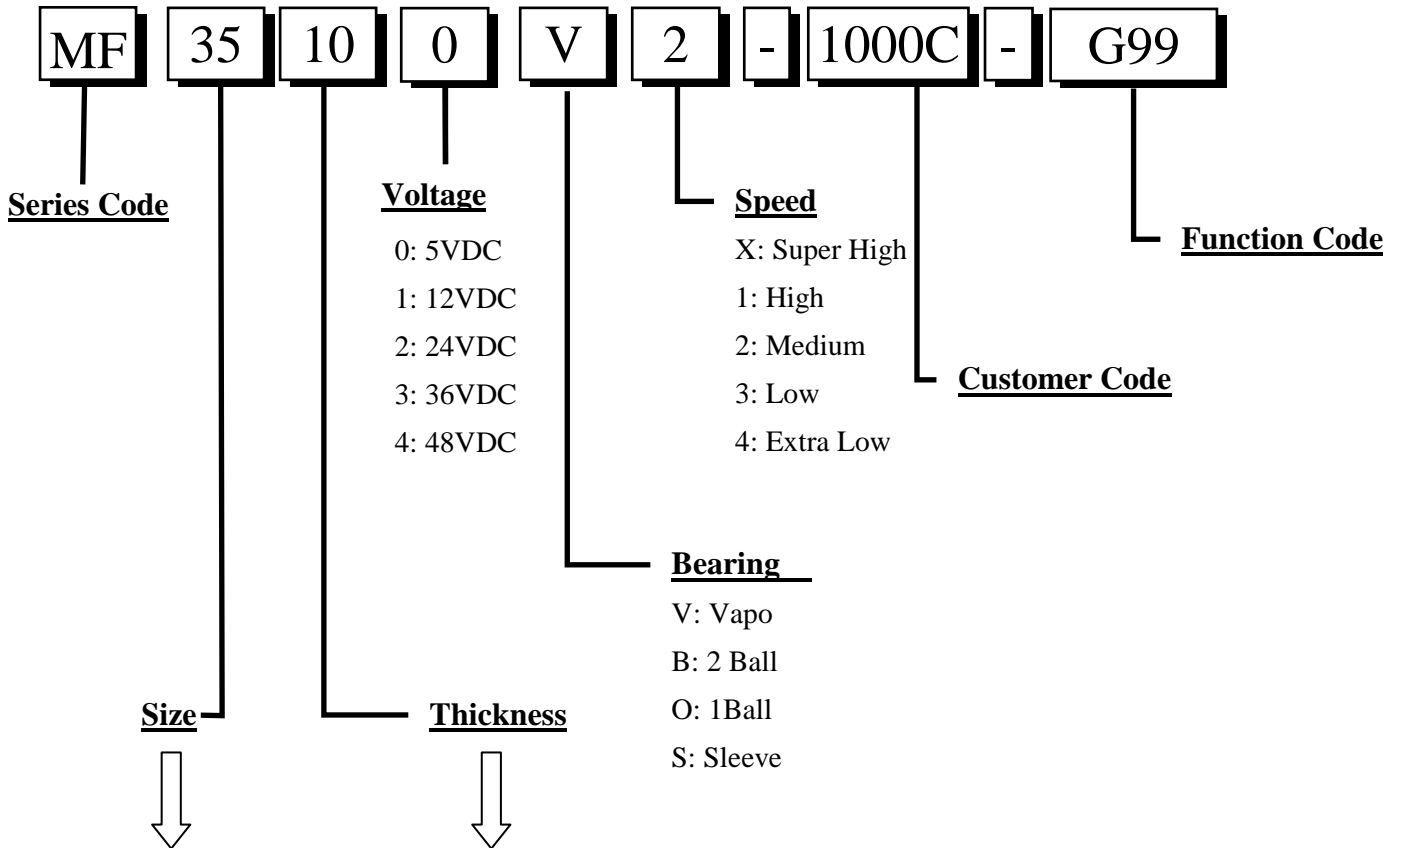 MF 35 10 0 V 2 - 1000C - G99
Series Code
Voltage
0: 5VDC
1: 12VDC
2: 24VDC
3: 36VDC
4: 48VDC
Speed
X: Super High
1: High
2: Medium
3: Low
4: Extra Low
Function Code
Customer Code
Bearing
V: Vapo
B: 2 Ball
O: 1Ball
S: Sleeve
Size
Thickness